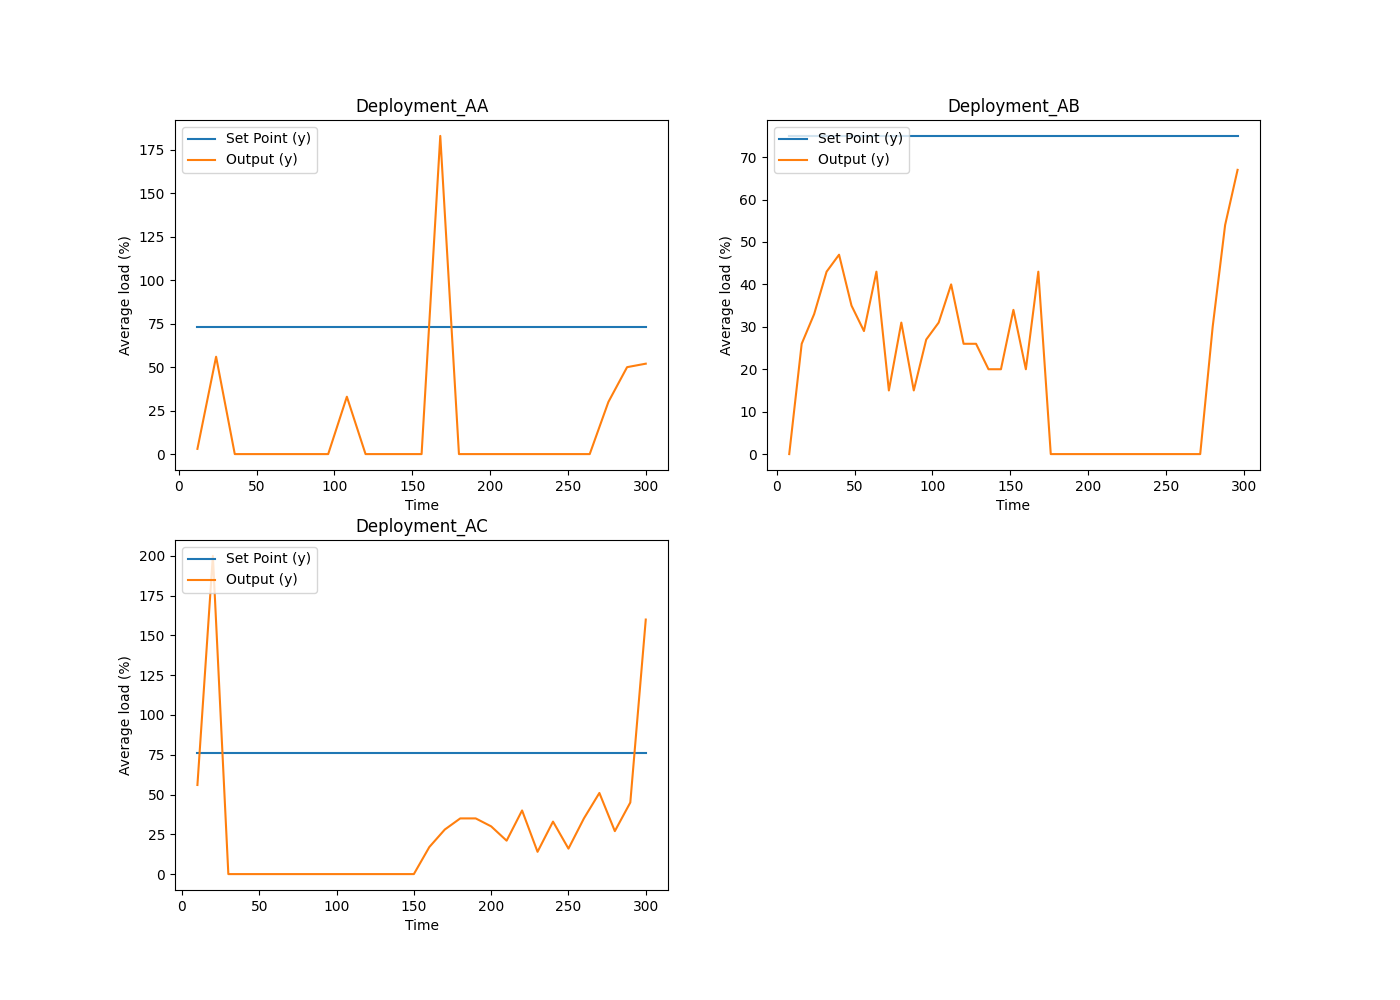 Deployment_AA
Set Point (y)
Output (y)
Average load (%)
175
150
125
100
75
50
25
0
0 50 100 150 200 250 300
Time
Deployment_AB
Set Point (y)
Output (y)
Average load (%)
70
60
50
40
30
20
10
0
0 50 100 150 200 250 300
Time
Deployment_AC
Set Point (y)
Output (y)
Average load (%)
200
175
150
125
100
75
50
25
0
0 50 100 150 200 250 300
Time